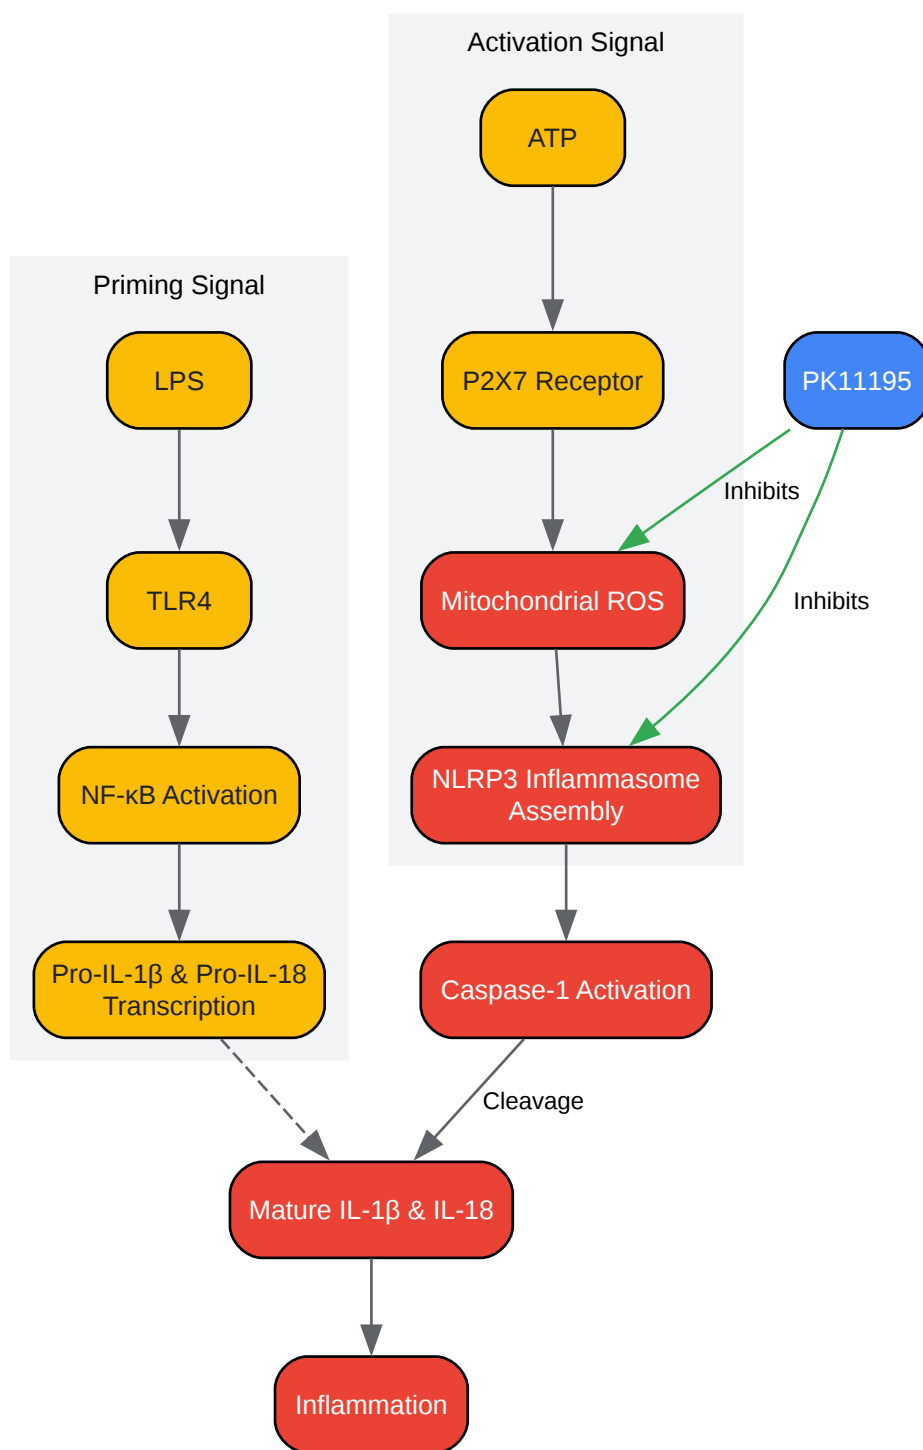 Activation Signal
ATP
Priming Signal
LPS
P2X7 Receptor
PK11195
Inhibits
TLR4
Mitochondrial ROS
Inhibits
NF-κB Activation
NLRP3 Inflammasome
Assembly
Pro-IL-1β & Pro-IL-18
Transcription
Caspase-1 Activation
Cleavage
Mature IL-1β & IL-18
Inflammation